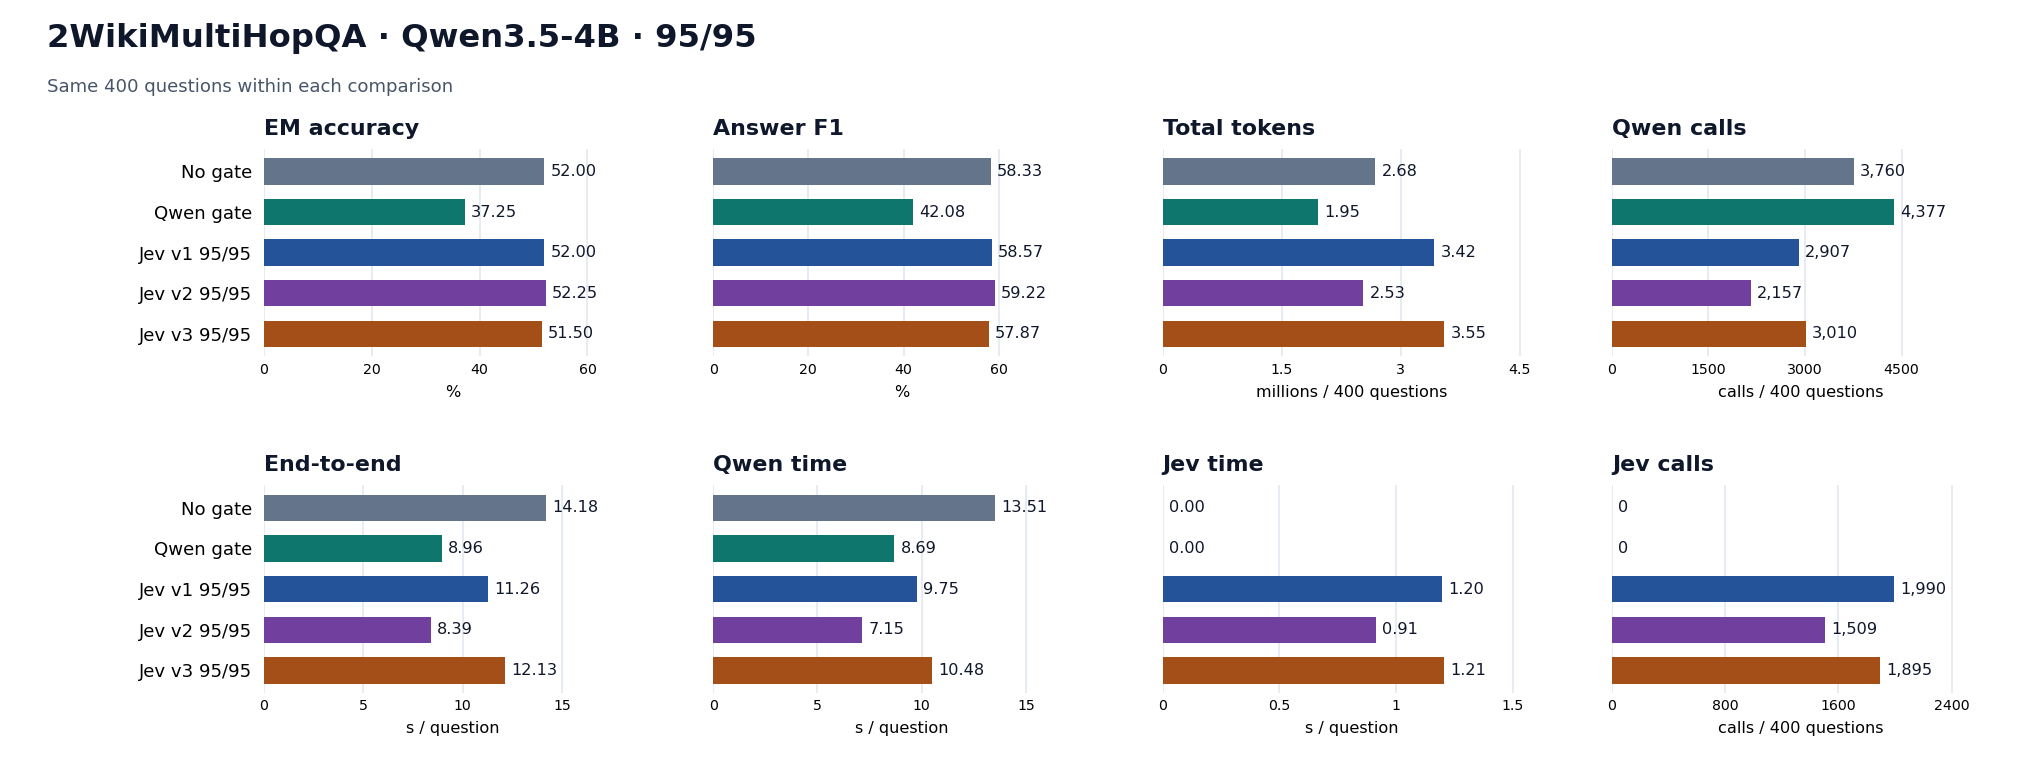 2WikiMultiHopQA · Qwen3.5-4B · 95/95
Same 400 questions within each comparison
EM accuracy
No gate 52.00
Qwen gate 37.25
Jev v1 95/95 52.00
Jev v2 95/95 52.25
Jev v3 95/95 51.50
0 20 40 60
%
Answer F1
58.33
42.08
58.57
59.22
57.87
0 20 40 60
%
Total tokens
2.68
1.95
3.42
2.53
3.55
0 1.5 3 4.5
millions / 400 questions
Qwen calls
3,760
4,377
2,907
2,157
3,010
0 1500 3000 4500
calls / 400 questions
End-to-end
No gate 14.18
Qwen gate 8.96
Jev v1 95/95 11.26
Jev v2 95/95 8.39
Jev v3 95/95 12.13
0 5 10 15
s / question
Qwen time
13.51
8.69
9.75
7.15
10.48
0 5 10 15
s / question
Jev time
0.00
0.00
1.20
0.91
1.21
0 0.5 1 1.5
s / question
Jev calls
0
0
1,990
1,509
1,895
0 800 1600 2400
calls / 400 questions